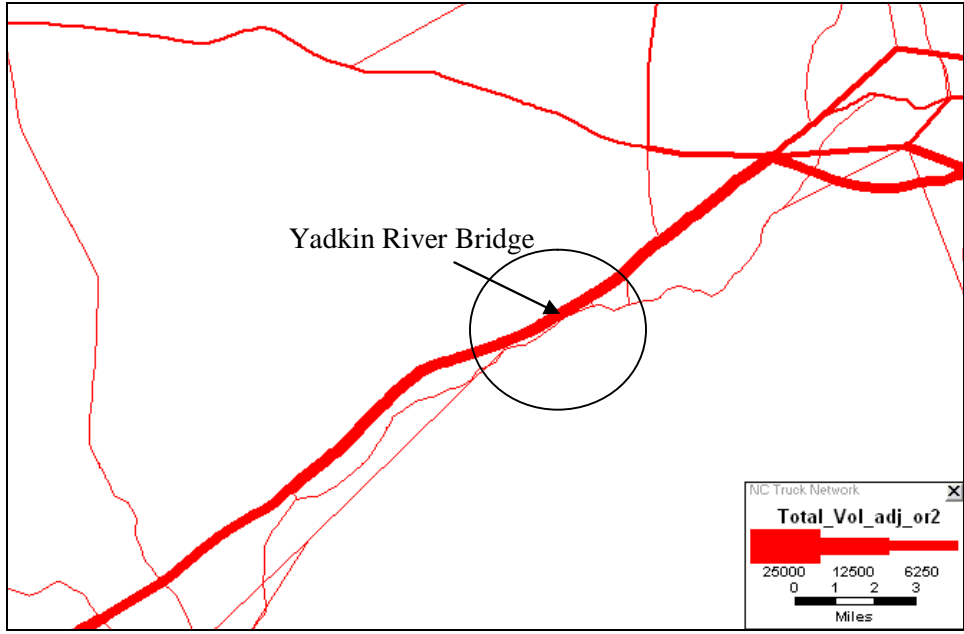 Yadkin River Bridge
NC Truck Network
Total_Vol_adj_or2
25000 12500 6250
0 1 2 3
Miles